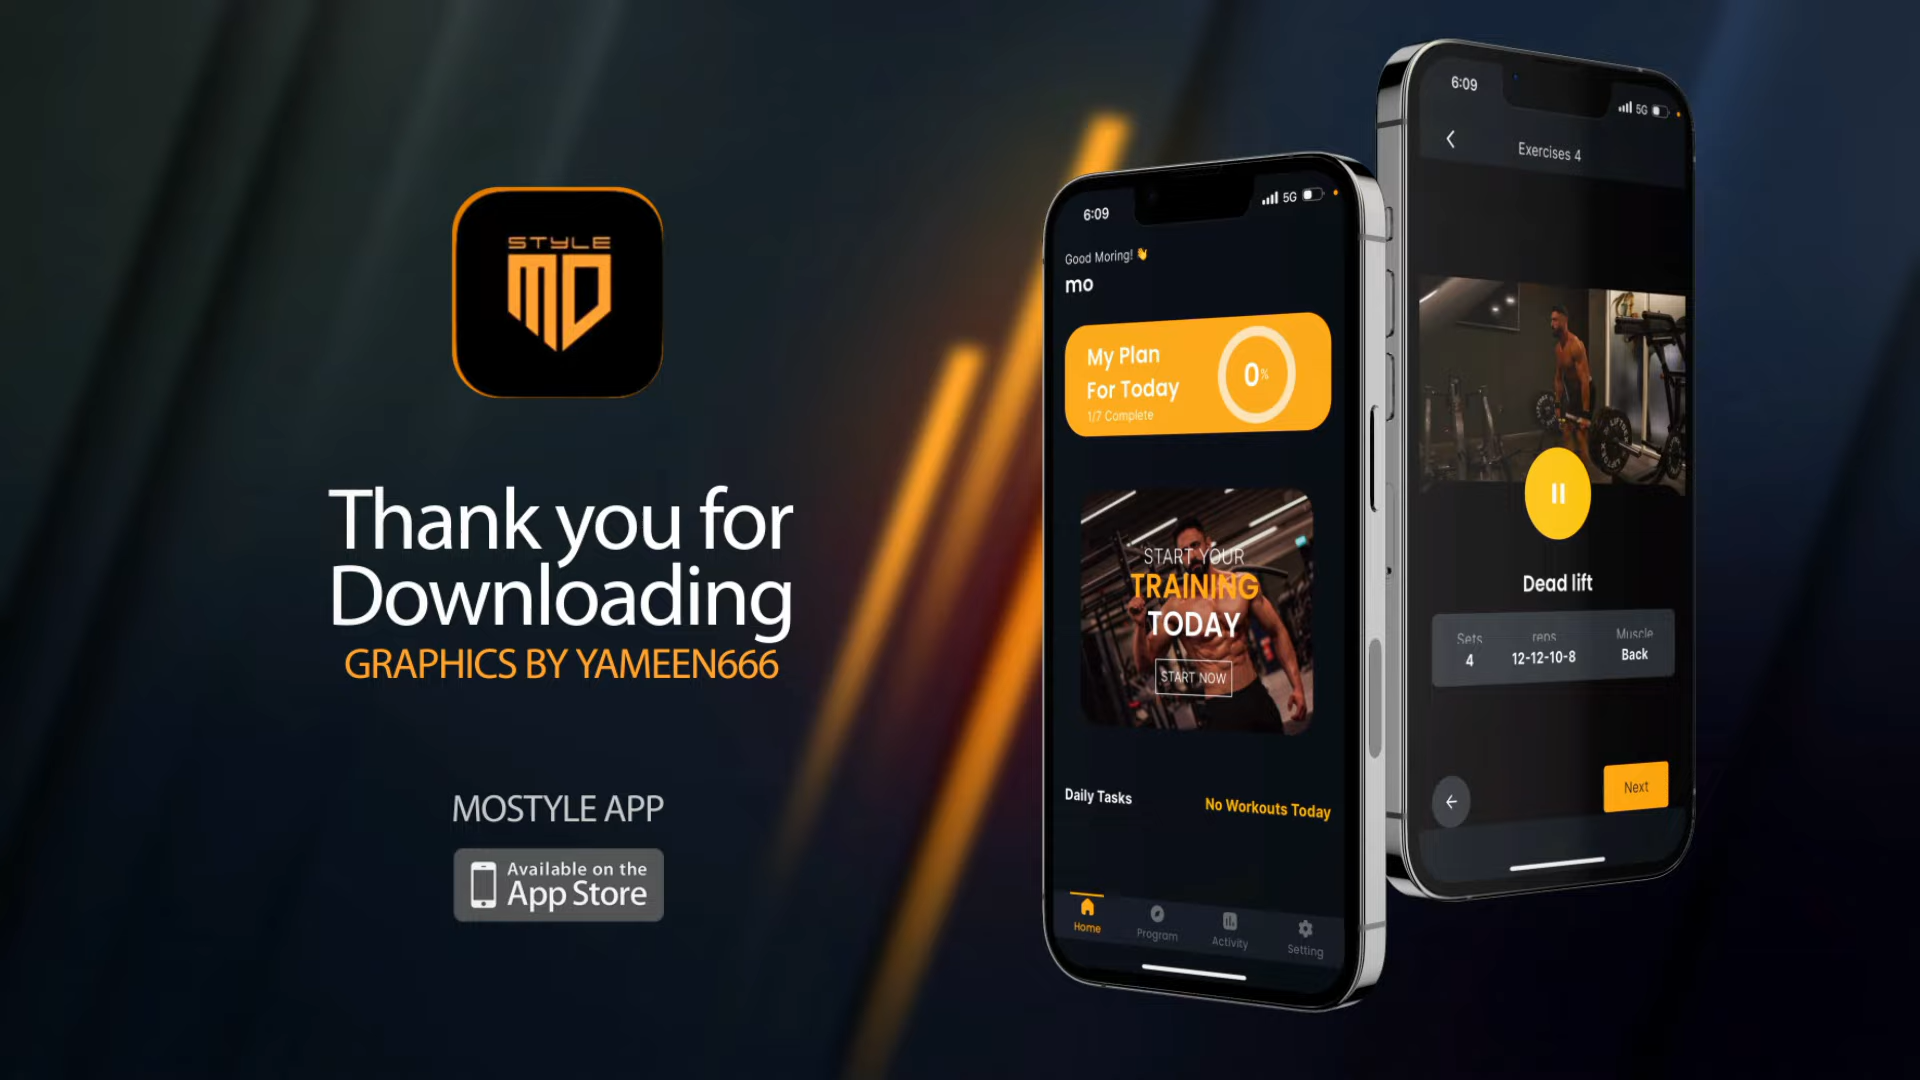 STYLE
MO
Thank you for
Downloading
GRAPHICS BY YAMEEN666
MOSTYLE APP
Available on the
App Store
6:09
5G
Good Moring! 👋
mo
My Plan
For Today
1/7 Complete
0%
START YOUR
TRAINING
TODAY
START NOW
Daily Tasks
No Workouts Today
Home
Program
Activity
Setting
6:09
5G
Exercises 4
Dead lift
Sets
reps
Muscle
4
12-12-10-8
Back
Next